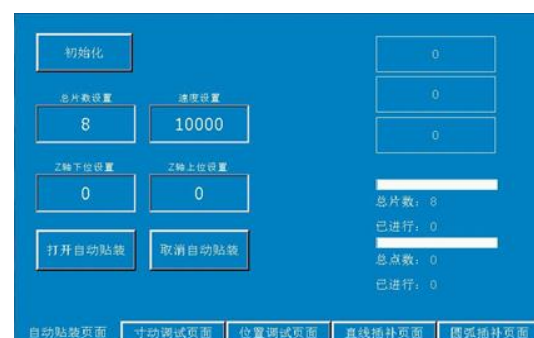 初始化
0
总片数设置 速度设置
0
8 10000
0
Z轴下位设置 Z轴上位设置
0 0
总片数: 8
已进行: 0
打开自动贴装 取消自动贴装
总点数: 0
已进行: 0
自动贴装页面 寸动调试页面 位置调试页面 直线插补页面 圆弧插补页面